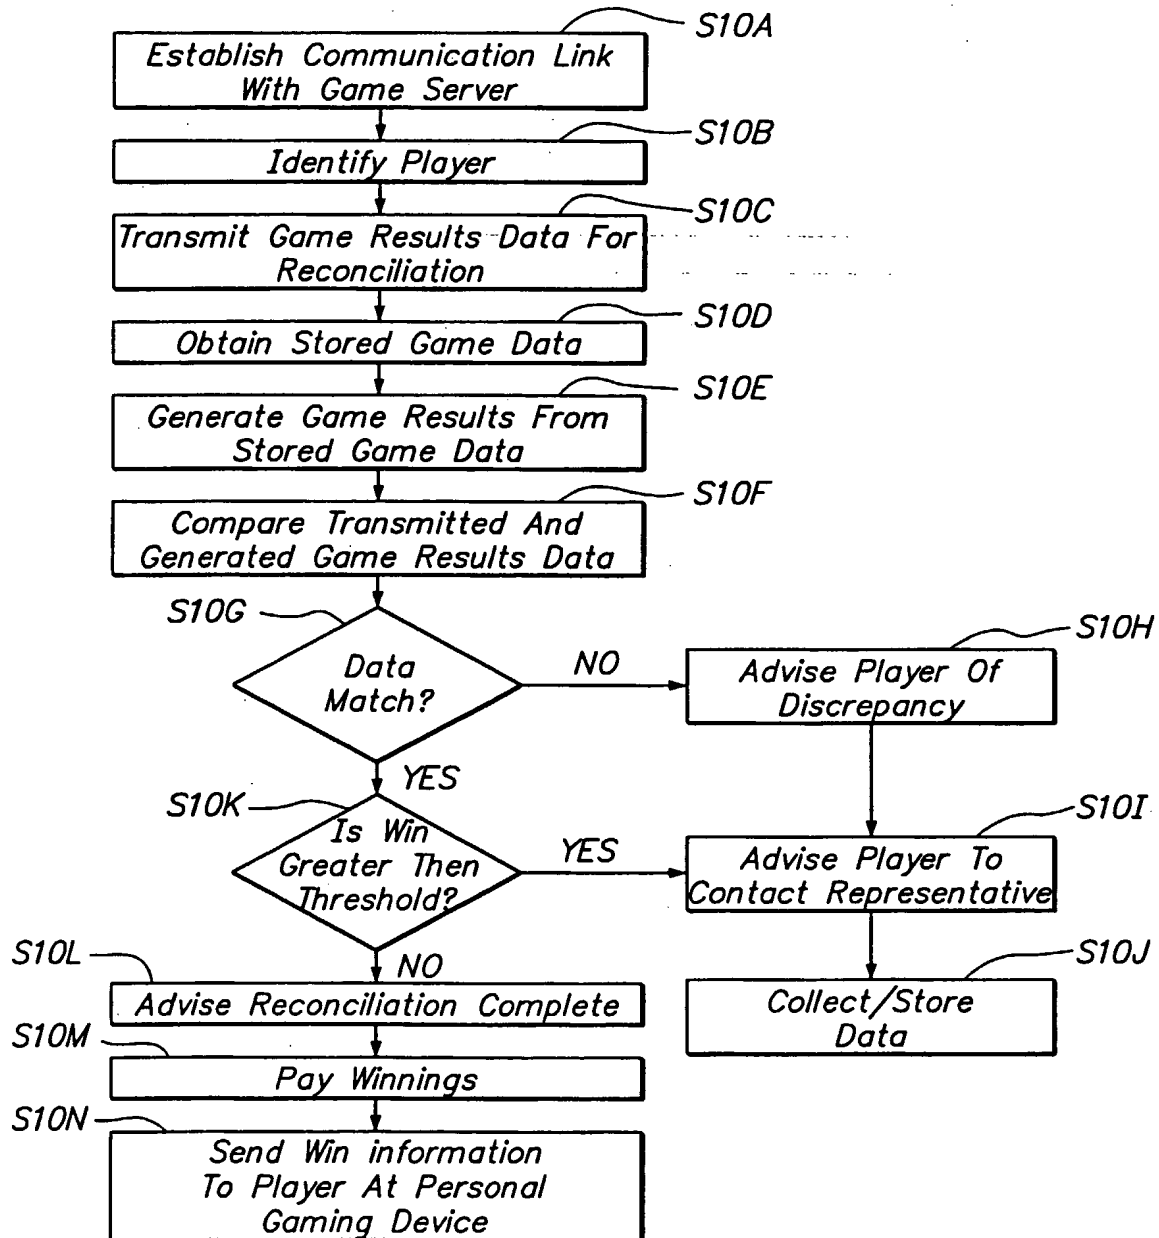 S10A
Establish Communication Link
With Game Server
S10B
Identify Player
S10C
Transmit Game Results Data For
Reconciliation
S10D
Obtain Stored Game Data
S10E
Generate Game Results From
Stored Game Data
S10F
Compare Transmitted And
Generated Game Results Data
S10G
Data
Match?
NO
S10H
Advise Player Of
Discrepancy
YES
S10K
Is Win
Greater Then
Threshold?
YES
S10I
Advise Player To
Contact Representative
NO
S10J
Collect/Store
Data
S10L
Advise Reconciliation Complete
S10M
Pay Winnings
S10N
Send Win information
To Player At Personal
Gaming Device